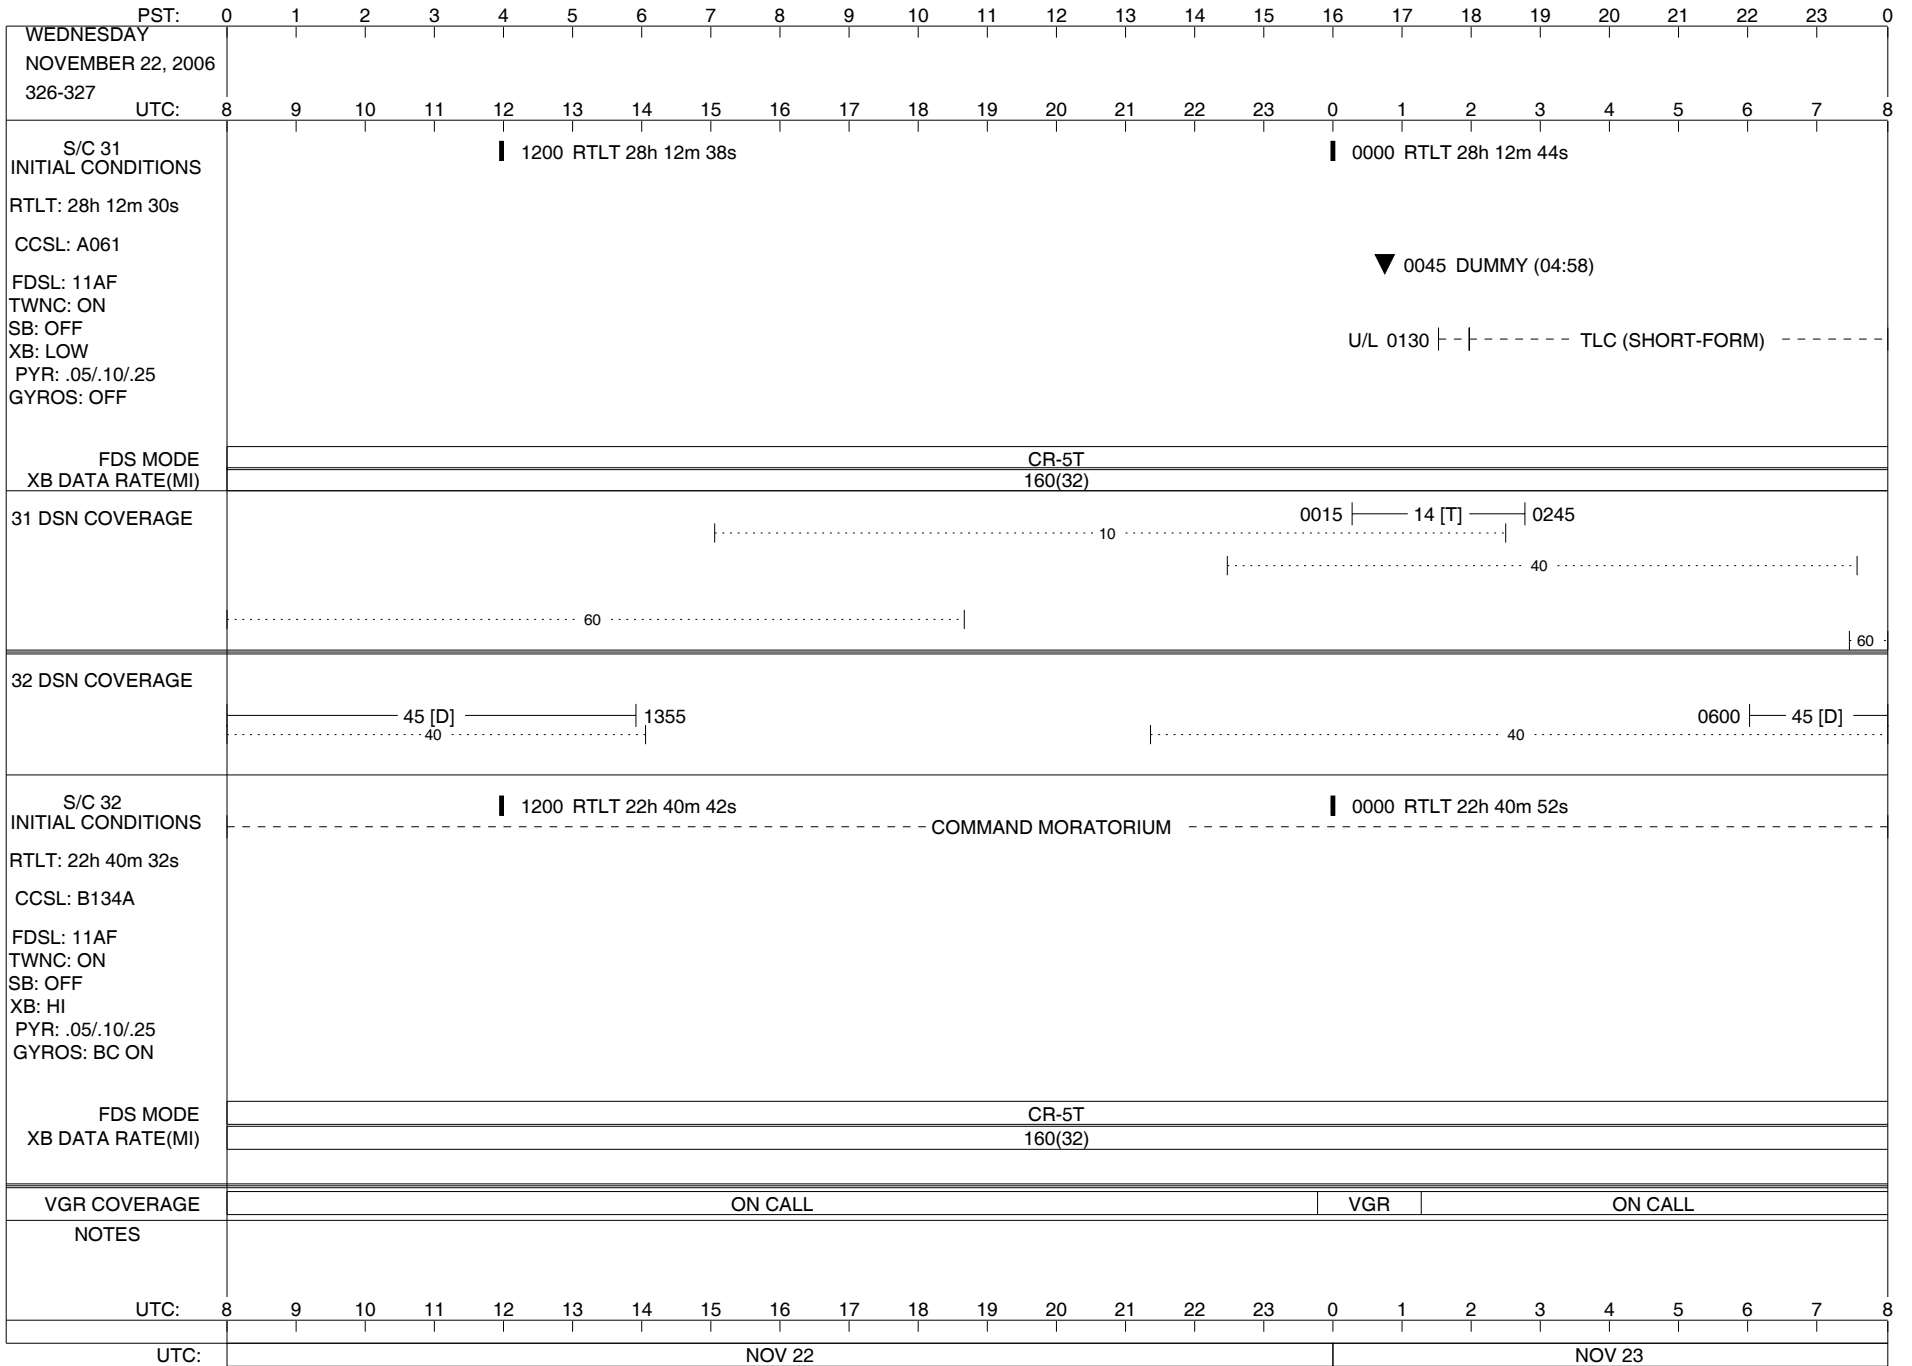 PST: 0 1 2 3 4 5 6 7 8 9 10 11 12 13 14 15 16 17 18 19 20 21 22 23 0
WEDNESDAY
NOVEMBER 22, 2006
326-327
UTC: 8 9 10 11 12 13 14 15 16 17 18 19 20 21 22 23 0 1 2 3 4 5 6 7 8
S/C 31
INITIAL CONDITIONS
1200 RTLT 28h 12m 38s
0000 RTLT 28h 12m 44s
RTLT: 28h 12m 30s
CCSL: A061
0045 DUMMY (04:58)
FDSL: 11AF
TWNC: ON
SB: OFF
U/L 0130 TLC (SHORT-FORM)
XB: LOW
PYR: .05/.10/.25
GYROS: OFF
FDS MODE CR-5T
XB DATA RATE(MI) 160(32)
31 DSN COVERAGE
0015 14 [T] 0245
10
40
60
60
32 DSN COVERAGE
45 [D] 1355
0600 45 [D]
40
40
S/C 32
INITIAL CONDITIONS
1200 RTLT 22h 40m 42s
0000 RTLT 22h 40m 52s
COMMAND MORATORIUM
RTLT: 22h 40m 32s
CCSL: B134A
FDSL: 11AF
TWNC: ON
SB: OFF
XB: HI
PYR: .05/.10/.25
GYROS: BC ON
FDS MODE CR-5T
XB DATA RATE(MI) 160(32)
VGR COVERAGE ON CALL VGR ON CALL
NOTES
UTC: 8 9 10 11 12 13 14 15 16 17 18 19 20 21 22 23 0 1 2 3 4 5 6 7 8
UTC: NOV 22 NOV 23